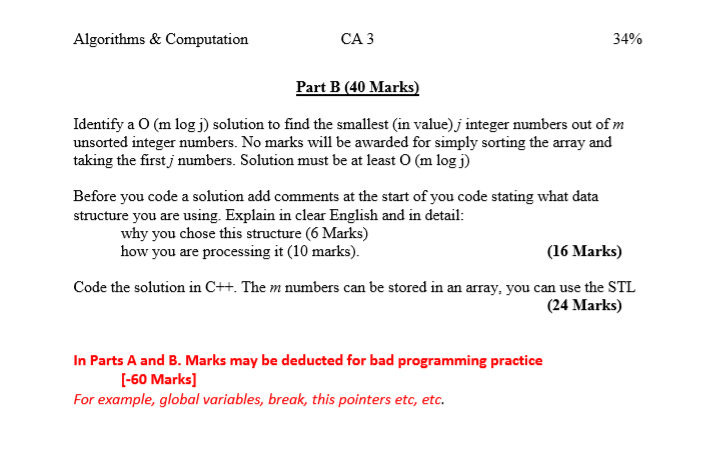 Algorithms & Computation CA 3 34%
Part B (40 Marks)
Identify a O (m log j) solution to find the smallest (in value) j integer numbers out of m
unsorted integer numbers. No marks will be awarded for simply sorting the array and
taking the first j numbers. Solution must be at least O (m log j)
Before you code a solution add comments at the start of you code stating what data
structure you are using. Explain in clear English and in detail:
why you chose this structure (6 Marks)
how you are processing it (10 marks). (16 Marks)
Code the solution in C++. The m numbers can be stored in an array, you can use the STL
(24 Marks)
In Parts A and B. Marks may be deducted for bad programming practice
[-60 Marks]
For example, global variables, break, this pointers etc, etc.